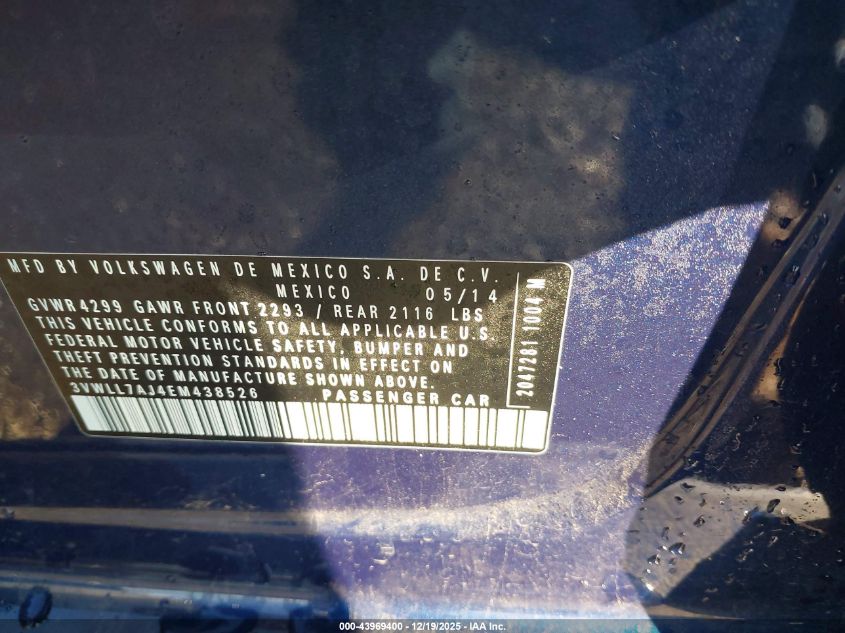 MFD BY VOLKSWAGEN DE MEXICO S.A. DE C.V.
MEXICO 05/14
GVWR 4299 GAWR FRONT 2293 / REAR 2116 LBS
THIS VEHICLE CONFORMS TO ALL APPLICABLE U.S.
FEDERAL MOTOR VEHICLE SAFETY, BUMPER AND
THEFT PREVENTION STANDARDS IN EFFECT ON
THE DATE OF MANUFACTURE SHOWN ABOVE.
3VWLL7AJ4EM438526 PASSENGER CAR
2047281 1004 M
000-43969400 - 12/19/2025 - IAA Inc.